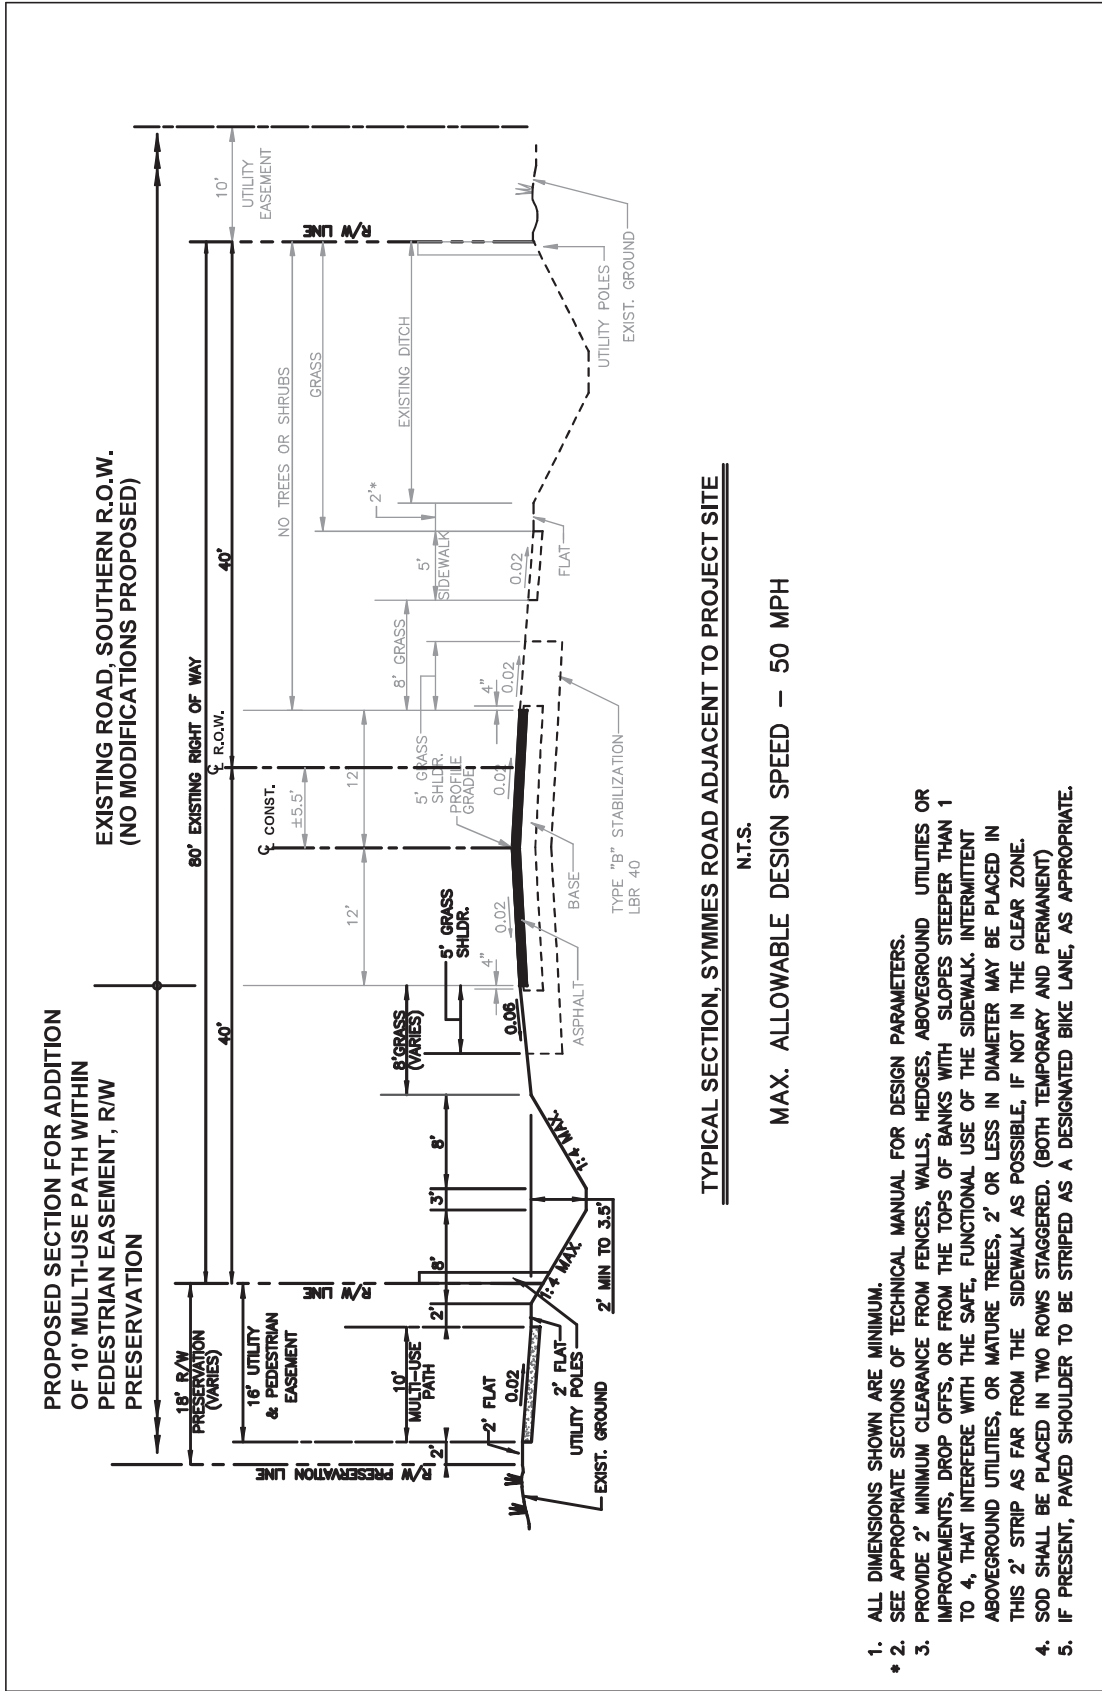 PROPOSED SECTION FOR ADDITION
OF 10' MULTI-USE PATH WITHIN
PEDESTRIAN EASEMENT, R/W
PRESERVATION
EXISTING ROAD, SOUTHERN R.O.W.
(NO MODIFICATIONS PROPOSED)
18' R/W
PRESERVATION
(VARIES)
80' EXISTING RIGHT OF WAY
40'
40'
℄ R.O.W.
℄ CONST.
±5.5'
10'
UTILITY
EASEMENT
16' UTILITY
& PEDESTRIAN
EASEMENT
R/W LINE
R/W LINE
R/W PRESERVATION LINE
NO TREES OR SHRUBS
GRASS
EXISTING DITCH
12'
12
10'
MULTI-USE
PATH
2'
2'
8'
3'
8'
8'GRASS
(VARIES)
5' GRASS
SHLDR.
8' GRASS
5' GRASS
SHLDR.
5'
SIDEWALK
2'*
PROFILE
GRADE
4"
4"
2' FLAT
0.02
0.06
0.02
0.02
0.02
0.02
2' FLAT
UTILITY
POLES
EXIST. GROUND
1:4 MAX.
1:4 MAX.
2' MIN TO 3.5'
ASPHALT
BASE
TYPE "B" STABILIZATION
LBR 40
FLAT
UTILITY POLES
EXIST. GROUND
TYPICAL SECTION, SYMMES ROAD ADJACENT TO PROJECT SITE
N.T.S.
MAX. ALLOWABLE DESIGN SPEED – 50 MPH
1. ALL DIMENSIONS SHOWN ARE MINIMUM.
* 2. SEE APPROPRIATE SECTIONS OF TECHNICAL MANUAL FOR DESIGN PARAMETERS.
3. PROVIDE 2' MINIMUM CLEARANCE FROM FENCES, WALLS, HEDGES, ABOVEGROUND UTILITIES OR
IMPROVEMENTS, DROP OFFS, OR FROM THE TOPS OF BANKS WITH SLOPES STEEPER THAN 1
TO 4, THAT INTERFERE WITH THE SAFE, FUNCTIONAL USE OF THE SIDEWALK. INTERMITTENT
ABOVEGROUND UTILITIES, OR MATURE TREES, 2' OR LESS IN DIAMETER MAY BE PLACED IN
THIS 2' STRIP AS FAR FROM THE SIDEWALK AS POSSIBLE, IF NOT IN THE CLEAR ZONE.
4. SOD SHALL BE PLACED IN TWO ROWS STAGGERED. (BOTH TEMPORARY AND PERMANENT)
5. IF PRESENT, PAVED SHOULDER TO BE STRIPED AS A DESIGNATED BIKE LANE, AS APPROPRIATE.